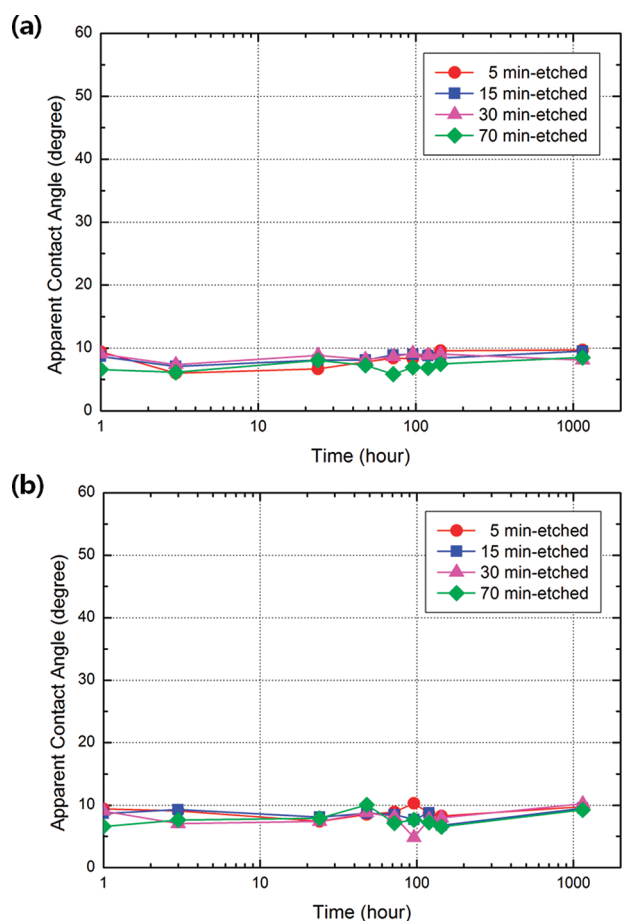 (a)
60
50
40
30
20
10
0
Apparent Contact Angle (degree)
5 min-etched
15 min-etched
30 min-etched
70 min-etched
1
10
100
1000
Time (hour)
(b)
60
50
40
30
20
10
0
Apparent Contact Angle (degree)
5 min-etched
15 min-etched
30 min-etched
70 min-etched
1
10
100
1000
Time (hour)